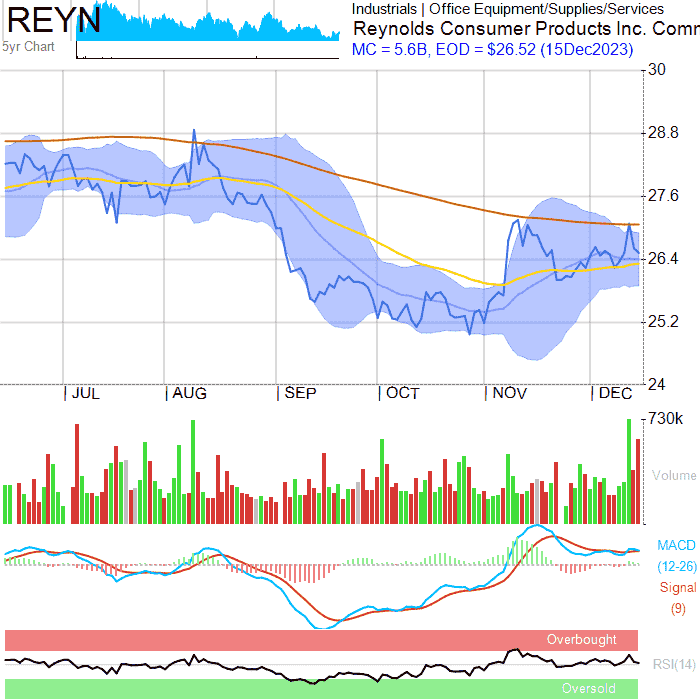 REYN
5yr Chart
Industrials | Office Equipment/Supplies/Services
Reynolds Consumer Products Inc. Comm
MC = 5.6B, EOD = $26.52 (15Dec2023)
30
28.8
27.6
26.4
25.2
24
| JUL | AUG | SEP | OCT | NOV | DEC
730k
Volume
MACD
(12-26)
Signal
(9)
Overbought
RSI(14)
Oversold